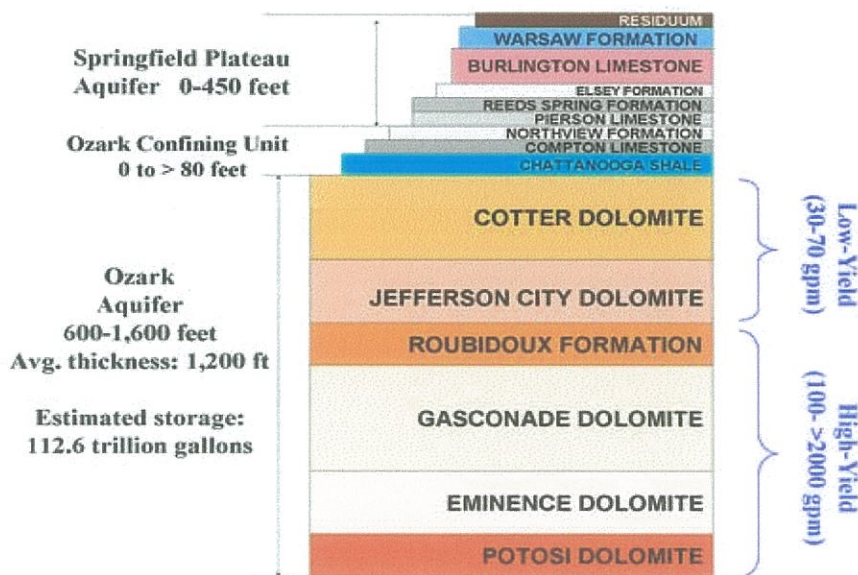 Springfield Plateau
Aquifer 0-450 feet
Ozark Confining Unit
0 to > 80 feet
Ozark
Aquifer
600-1,600 feet
Avg. thickness: 1,200 ft
Estimated storage:
112.6 trillion gallons
RESIDUUM
WARSAW FORMATION
BURLINGTON LIMESTONE
ELSEY FORMATION
REEDS SPRING FORMATION
PIERSON LIMESTONE
NORTHVIEW FORMATION
COMPTON LIMESTONE
CHATTANOOGA SHALE
COTTER DOLOMITE
JEFFERSON CITY DOLOMITE
ROUBIDOUX FORMATION
GASCONADE DOLOMITE
EMINENCE DOLOMITE
POTOSI DOLOMITE
Low-Yield
(30-70 gpm)
High-Yield
(100- >2000 gpm)